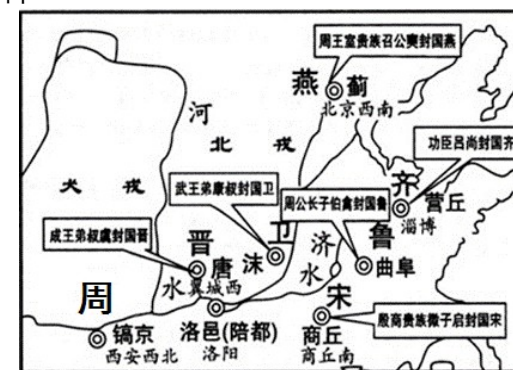 周王室贵族召公奭封国燕
燕 蓟
北京西南
河
北 戎
功臣吕尚封国齐
犬 戎
武王弟康叔封国卫
周公长子伯禽封国鲁
齐
营丘
淄博
成王弟叔虞封国晋
晋
唐
翼城西
卫
沫
济
水
鲁
曲阜
水
周
镐京
西安西北
洛邑(陪都)
洛阳
宋
商丘
商丘南
殷商贵族微子启封国宋